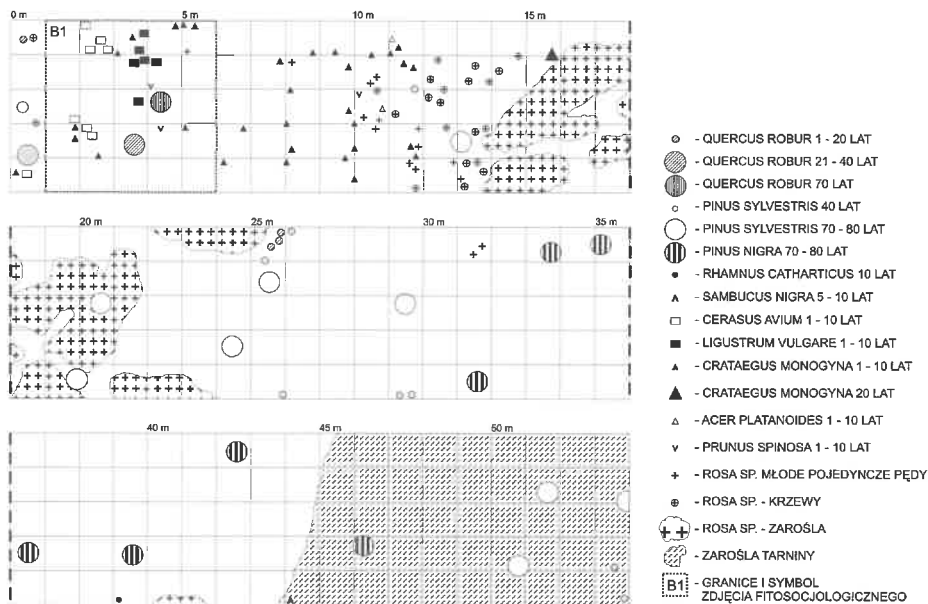 0 m 5 m 10 m 15 m
B1
20 m 25 m 30 m 35 m
40 m 45 m 50 m
- QUERCUS ROBUR 1 - 20 LAT
- QUERCUS ROBUR 21 - 40 LAT
- QUERCUS ROBUR 70 LAT
- PINUS SYLVESTRIS 40 LAT
- PINUS SYLVESTRIS 70 - 80 LAT
- PINUS NIGRA 70 - 80 LAT
- RHAMNUS CATHARTICUS 10 LAT
- SAMBUCUS NIGRA 5 - 10 LAT
- CERASUS AVIUM 1 - 10 LAT
- LIGUSTRUM VULGARE 1 - 10 LAT
- CRATAEGUS MONOGYNA 1 - 10 LAT
- CRATAEGUS MONOGYNA 20 LAT
- ACER PLATANOIDES 1 - 10 LAT
- PRUNUS SPINOSA 1 - 10 LAT
- ROSA SP. MŁODE POJEDYNCZE PĘDY
- ROSA SP. - KRZEWY
- ROSA SP. - ZAROŚLA
- ZAROŚLA TARNINY
B1 - GRANICE I SYMBOL
ZDJĘCIA FITOSOCJOLOGICZNEGO